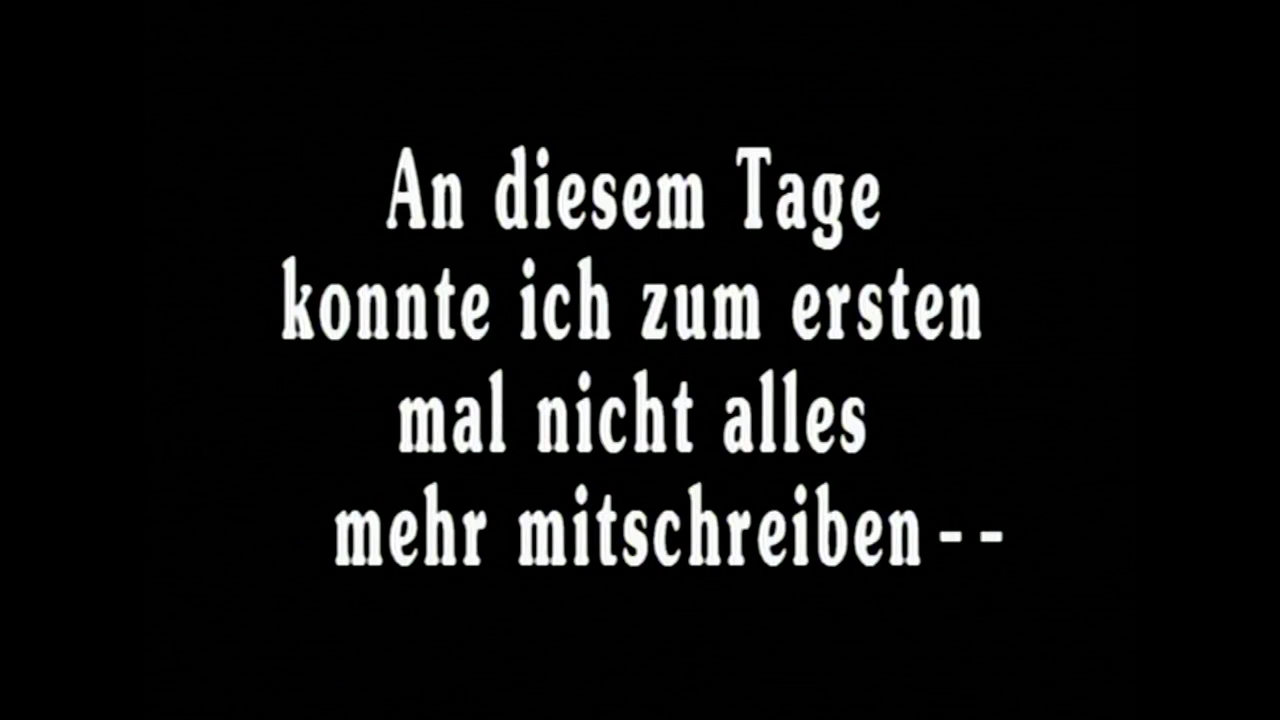 An diesem Tage
konnte ich zum ersten
mal nicht alles
mehr mitschreiben - -